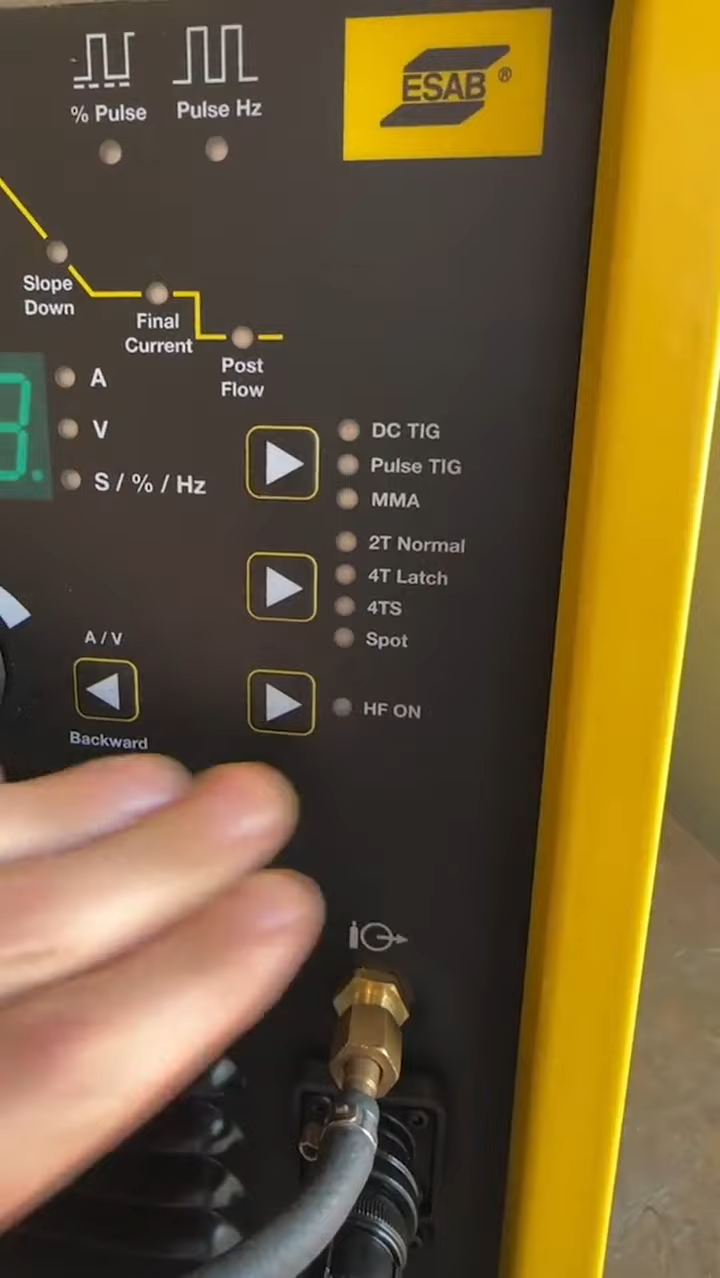 % Pulse
Pulse Hz
ESAB®
Slope
Down
Final
Current
Post
Flow
A
V
S / % / Hz
DC TIG
Pulse TIG
MMA
2T Normal
4T Latch
4TS
Spot
A / V
Backward
HF ON